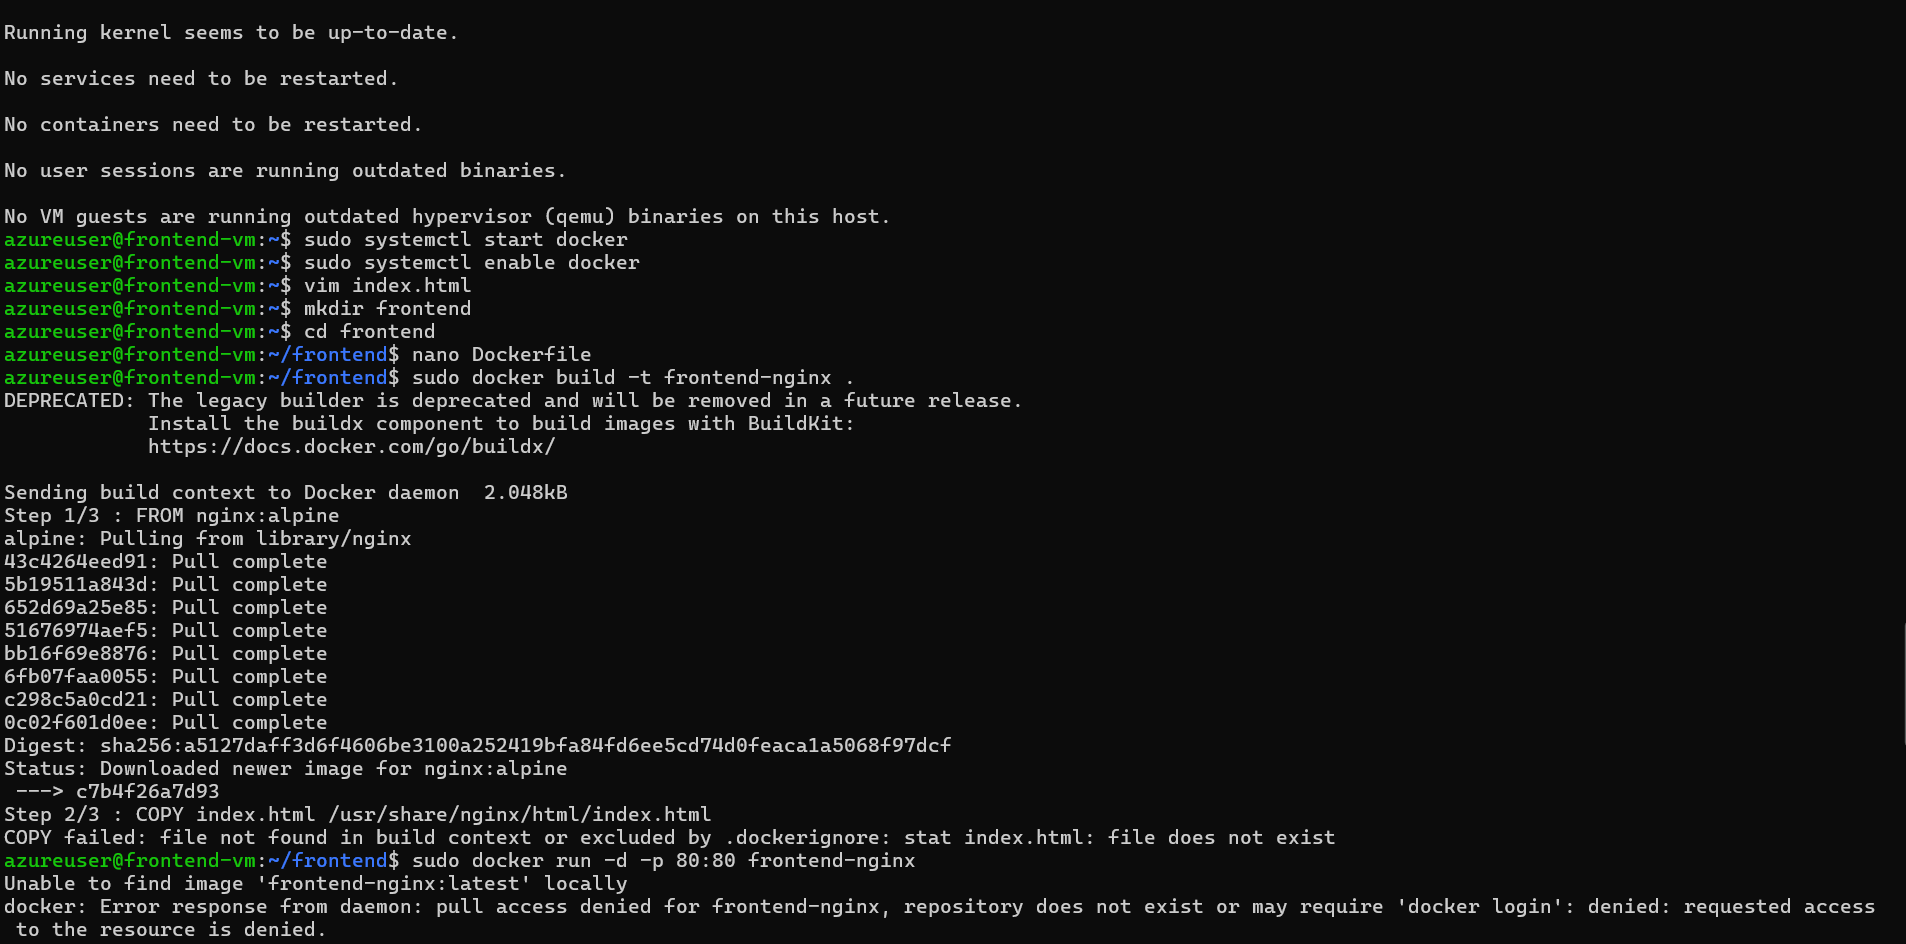 Running kernel seems to be up-to-date.
No services need to be restarted.
No containers need to be restarted.
No user sessions are running outdated binaries.
No VM guests are running outdated hypervisor (qemu) binaries on this host.
azureuser@frontend-vm:~$ sudo systemctl start docker
azureuser@frontend-vm:~$ sudo systemctl enable docker
azureuser@frontend-vm:~$ vim index.html
azureuser@frontend-vm:~$ mkdir frontend
azureuser@frontend-vm:~$ cd frontend
azureuser@frontend-vm:~/frontend$ nano Dockerfile
azureuser@frontend-vm:~/frontend$ sudo docker build -t frontend-nginx .
DEPRECATED: The legacy builder is deprecated and will be removed in a future release.
            Install the buildx component to build images with BuildKit:
            https://docs.docker.com/go/buildx/
Sending build context to Docker daemon  2.048kB
Step 1/3 : FROM nginx:alpine
alpine: Pulling from library/nginx
43c4264eed91: Pull complete
5b19511a843d: Pull complete
652d69a25e85: Pull complete
51676974aef5: Pull complete
bb16f69e8876: Pull complete
6fb07faa0055: Pull complete
c298c5a0cd21: Pull complete
0c02f601d0ee: Pull complete
Digest: sha256:a5127daff3d6f4606be3100a252419bfa84fd6ee5cd74d0feaca1a5068f97dcf
Status: Downloaded newer image for nginx:alpine
 ---> c7b4f26a7d93
Step 2/3 : COPY index.html /usr/share/nginx/html/index.html
COPY failed: file not found in build context or excluded by .dockerignore: stat index.html: file does not exist
azureuser@frontend-vm:~/frontend$ sudo docker run -d -p 80:80 frontend-nginx
Unable to find image 'frontend-nginx:latest' locally
docker: Error response from daemon: pull access denied for frontend-nginx, repository does not exist or may require 'docker login': denied: requested access
 to the resource is denied.